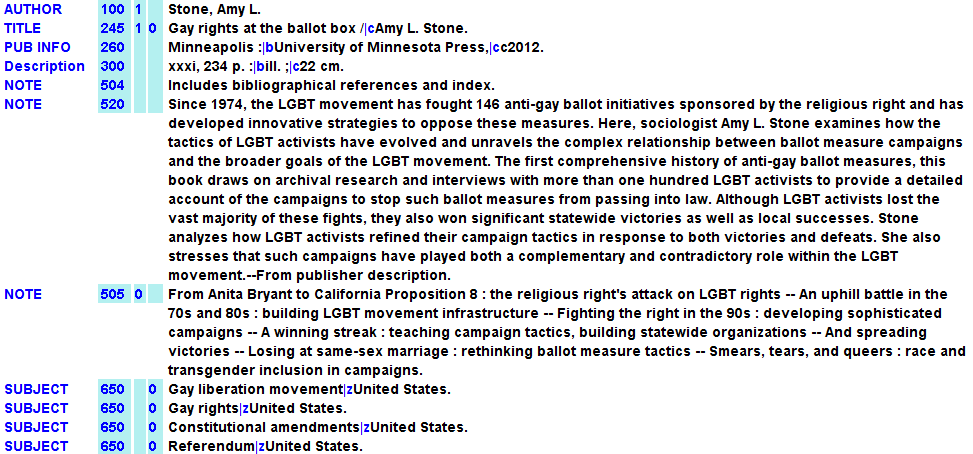 AUTHOR 100 1 Stone, Amy L.
TITLE 245 1 0 Gay rights at the ballot box /|cAmy L. Stone.
PUB INFO 260 Minneapolis :|bUniversity of Minnesota Press,|cc2012.
Description 300 xxxi, 234 p. :|bill. ;|c22 cm.
NOTE 504 Includes bibliographical references and index.
NOTE 520 Since 1974, the LGBT movement has fought 146 anti-gay ballot initiatives sponsored by the religious right and has
developed innovative strategies to oppose these measures. Here, sociologist Amy L. Stone examines how the
tactics of LGBT activists have evolved and unravels the complex relationship between ballot measure campaigns
and the broader goals of the LGBT movement. The first comprehensive history of anti-gay ballot measures, this
book draws on archival research and interviews with more than one hundred LGBT activists to provide a detailed
account of the campaigns to stop such ballot measures from passing into law. Although LGBT activists lost the
vast majority of these fights, they also won significant statewide victories as well as local successes. Stone
analyzes how LGBT activists refined their campaign tactics in response to both victories and defeats. She also
stresses that such campaigns have played both a complementary and contradictory role within the LGBT
movement.--From publisher description.
NOTE 505 0 From Anita Bryant to California Proposition 8 : the religious right's attack on LGBT rights -- An uphill battle in the
70s and 80s : building LGBT movement infrastructure -- Fighting the right in the 90s : developing sophisticated
campaigns -- A winning streak : teaching campaign tactics, building statewide organizations -- And spreading
victories -- Losing at same-sex marriage : rethinking ballot measure tactics -- Smears, tears, and queers : race and
transgender inclusion in campaigns.
SUBJECT 650 0 Gay liberation movement|zUnited States.
SUBJECT 650 0 Gay rights|zUnited States.
SUBJECT 650 0 Constitutional amendments|zUnited States.
SUBJECT 650 0 Referendum|zUnited States.